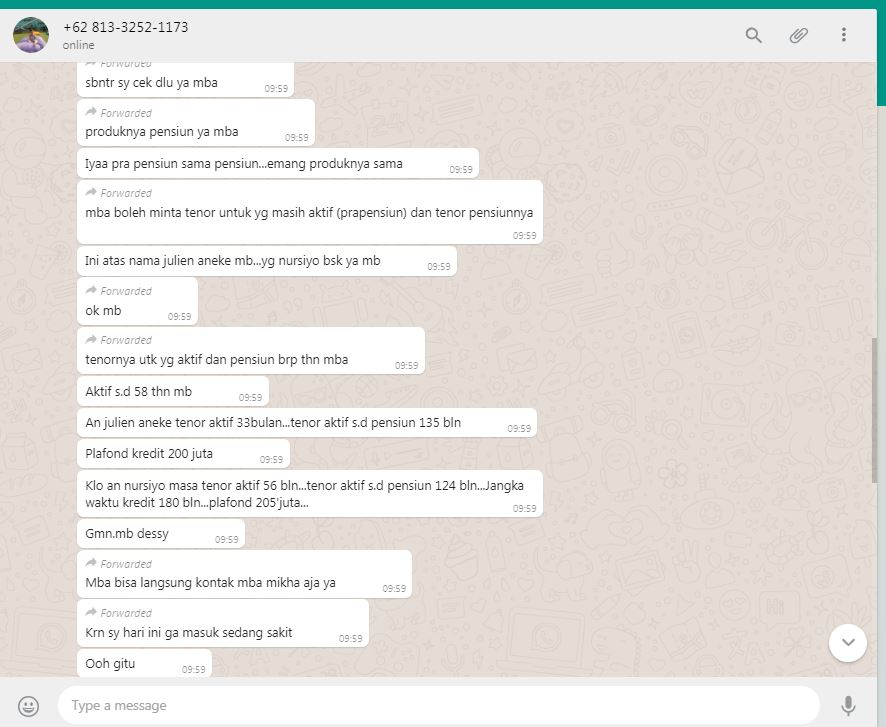 +62 813-3252-1173
online
Forwarded
sbntr sy cek dlu ya mba
09:59
Forwarded
produknya pensiun ya mba
09:59
Iyaa pra pensiun sama pensiun...emang produknya sama
09:59
Forwarded
mba boleh minta tenor untuk yg masih aktif (prapensiun) dan tenor pensiunnya
09:59
Ini atas nama julien aneke mb...yg nursiyo bsk ya mb
09:59
Forwarded
ok mb
09:59
Forwarded
tenornya utk yg aktif dan pensiun brp thn mba
09:59
Aktif s.d 58 thn mb
09:59
An julien aneke tenor aktif 33bulan...tenor aktif s.d pensiun 135 bln
09:59
Plafond kredit 200 juta
09:59
Klo an nursiyo masa tenor aktif 56 bln...tenor aktif s.d pensiun 124 bln...Jangka
waktu kredit 180 bln...plafond 205'juta...
09:59
Gmn.mb dessy
09:59
Forwarded
Mba bisa langsung kontak mba mikha aja ya
09:59
Forwarded
Krn sy hari ini ga masuk sedang sakit
09:59
Ooh gitu
09:59
Type a message